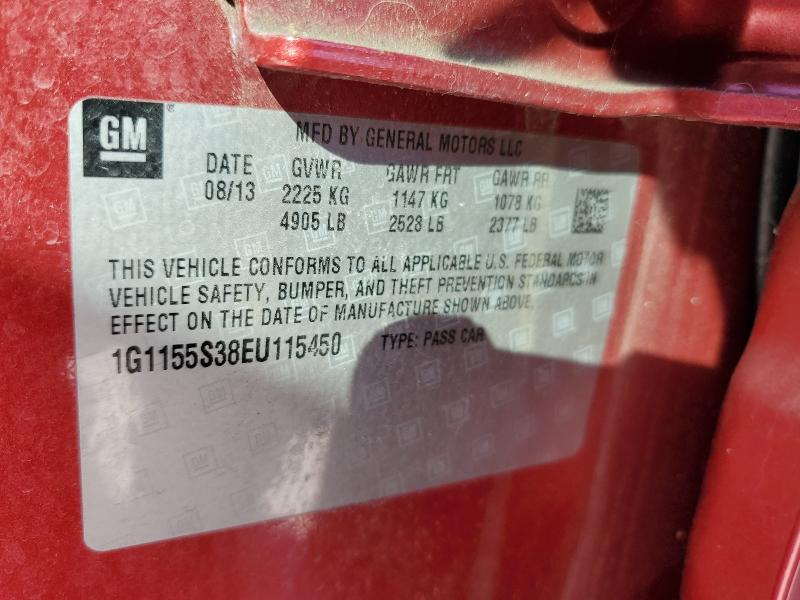 GM ®
MFD BY GENERAL MOTORS LLC
DATE GVWR GAWR FRT GAWR RR
08/13 2225 KG 1147 KG 1078 KG
4905 LB 2528 LB 2377 LB
THIS VEHICLE CONFORMS TO ALL APPLICABLE U.S. FEDERAL MOTOR
VEHICLE SAFETY, BUMPER, AND THEFT PREVENTION STANDARDS IN
EFFECT ON THE DATE OF MANUFACTURE SHOWN ABOVE.
1G1155S38EU115450 TYPE: PASS CAR